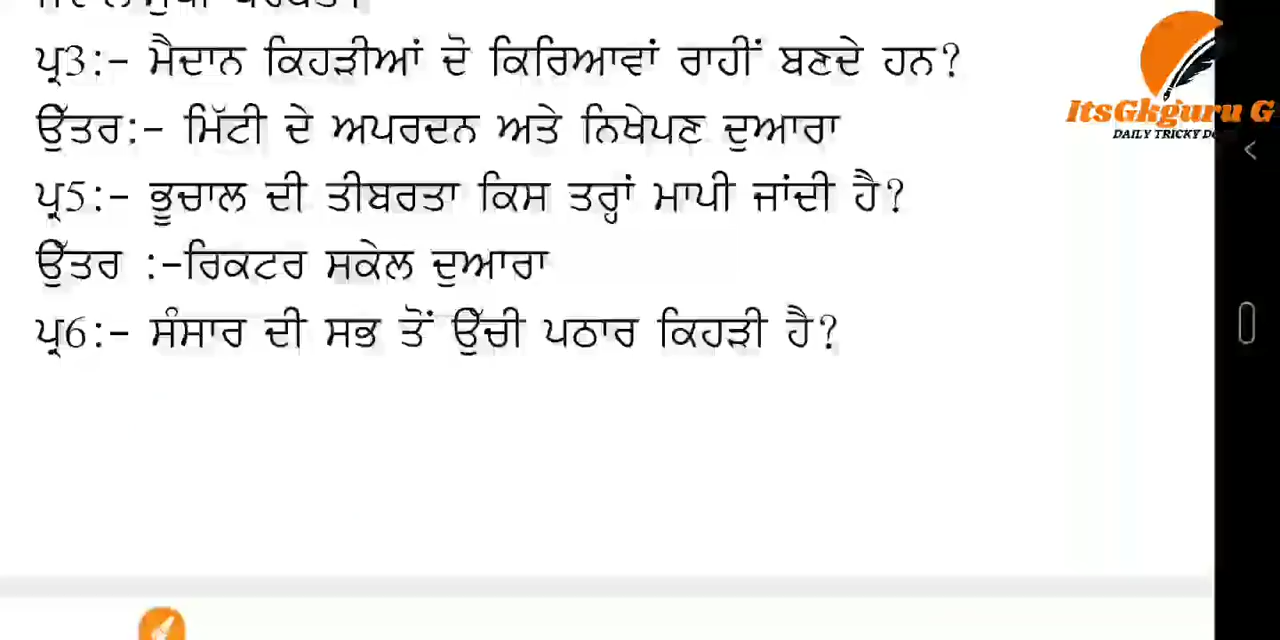 ਪ੍ਰ3:- ਮੈਦਾਨ ਕਿਹੜੀਆਂ ਦੋ ਕਿਰਿਆਵਾਂ ਰਾਹੀਂ ਬਣਦੇ ਹਨ?
ਉੱਤਰ:- ਮਿੱਟੀ ਦੇ ਅਪਰਦਨ ਅਤੇ ਨਿਖੇਪਣ ਦੁਆਰਾ
ਪ੍ਰ5:- ਭੂਚਾਲ ਦੀ ਤੀਬਰਤਾ ਕਿਸ ਤਰ੍ਹਾਂ ਮਾਪੀ ਜਾਂਦੀ ਹੈ?
ਉੱਤਰ :-ਰਿਕਟਰ ਸਕੇਲ ਦੁਆਰਾ
ਪ੍ਰ6:- ਸੰਸਾਰ ਦੀ ਸਭ ਤੋਂ ਉੱਚੀ ਪਠਾਰ ਕਿਹੜੀ ਹੈ?
ItsGkguru G
DAILY TRICKY